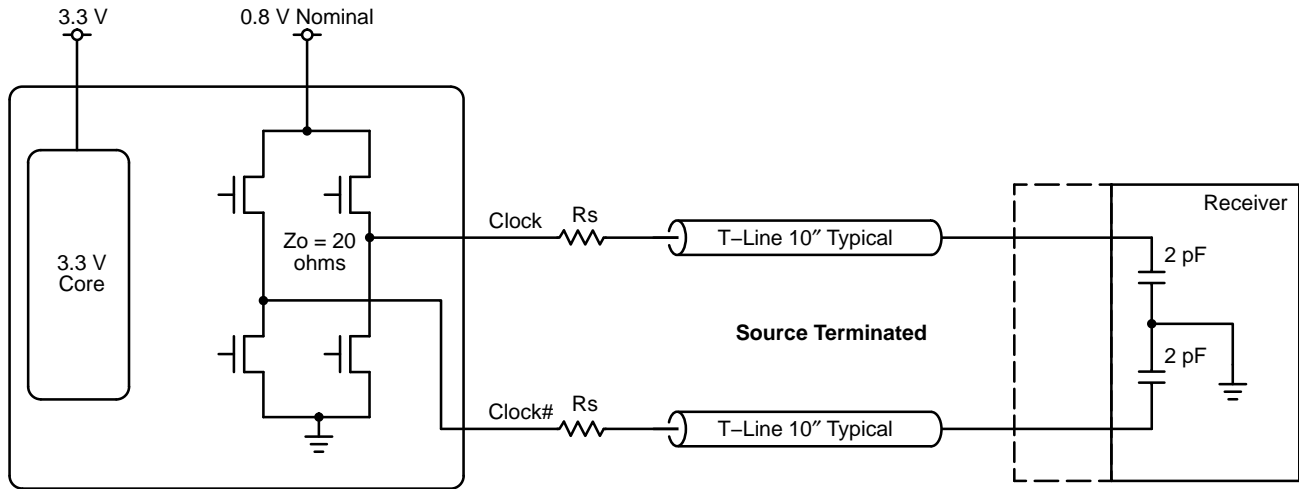 3.3 V
0.8 V Nominal
3.3 V
Core
Zo = 20
ohms
Clock
Rs
T−Line 10″ Typical
Receiver
2 pF
Source Terminated
2 pF
Clock#
Rs
T−Line 10″ Typical